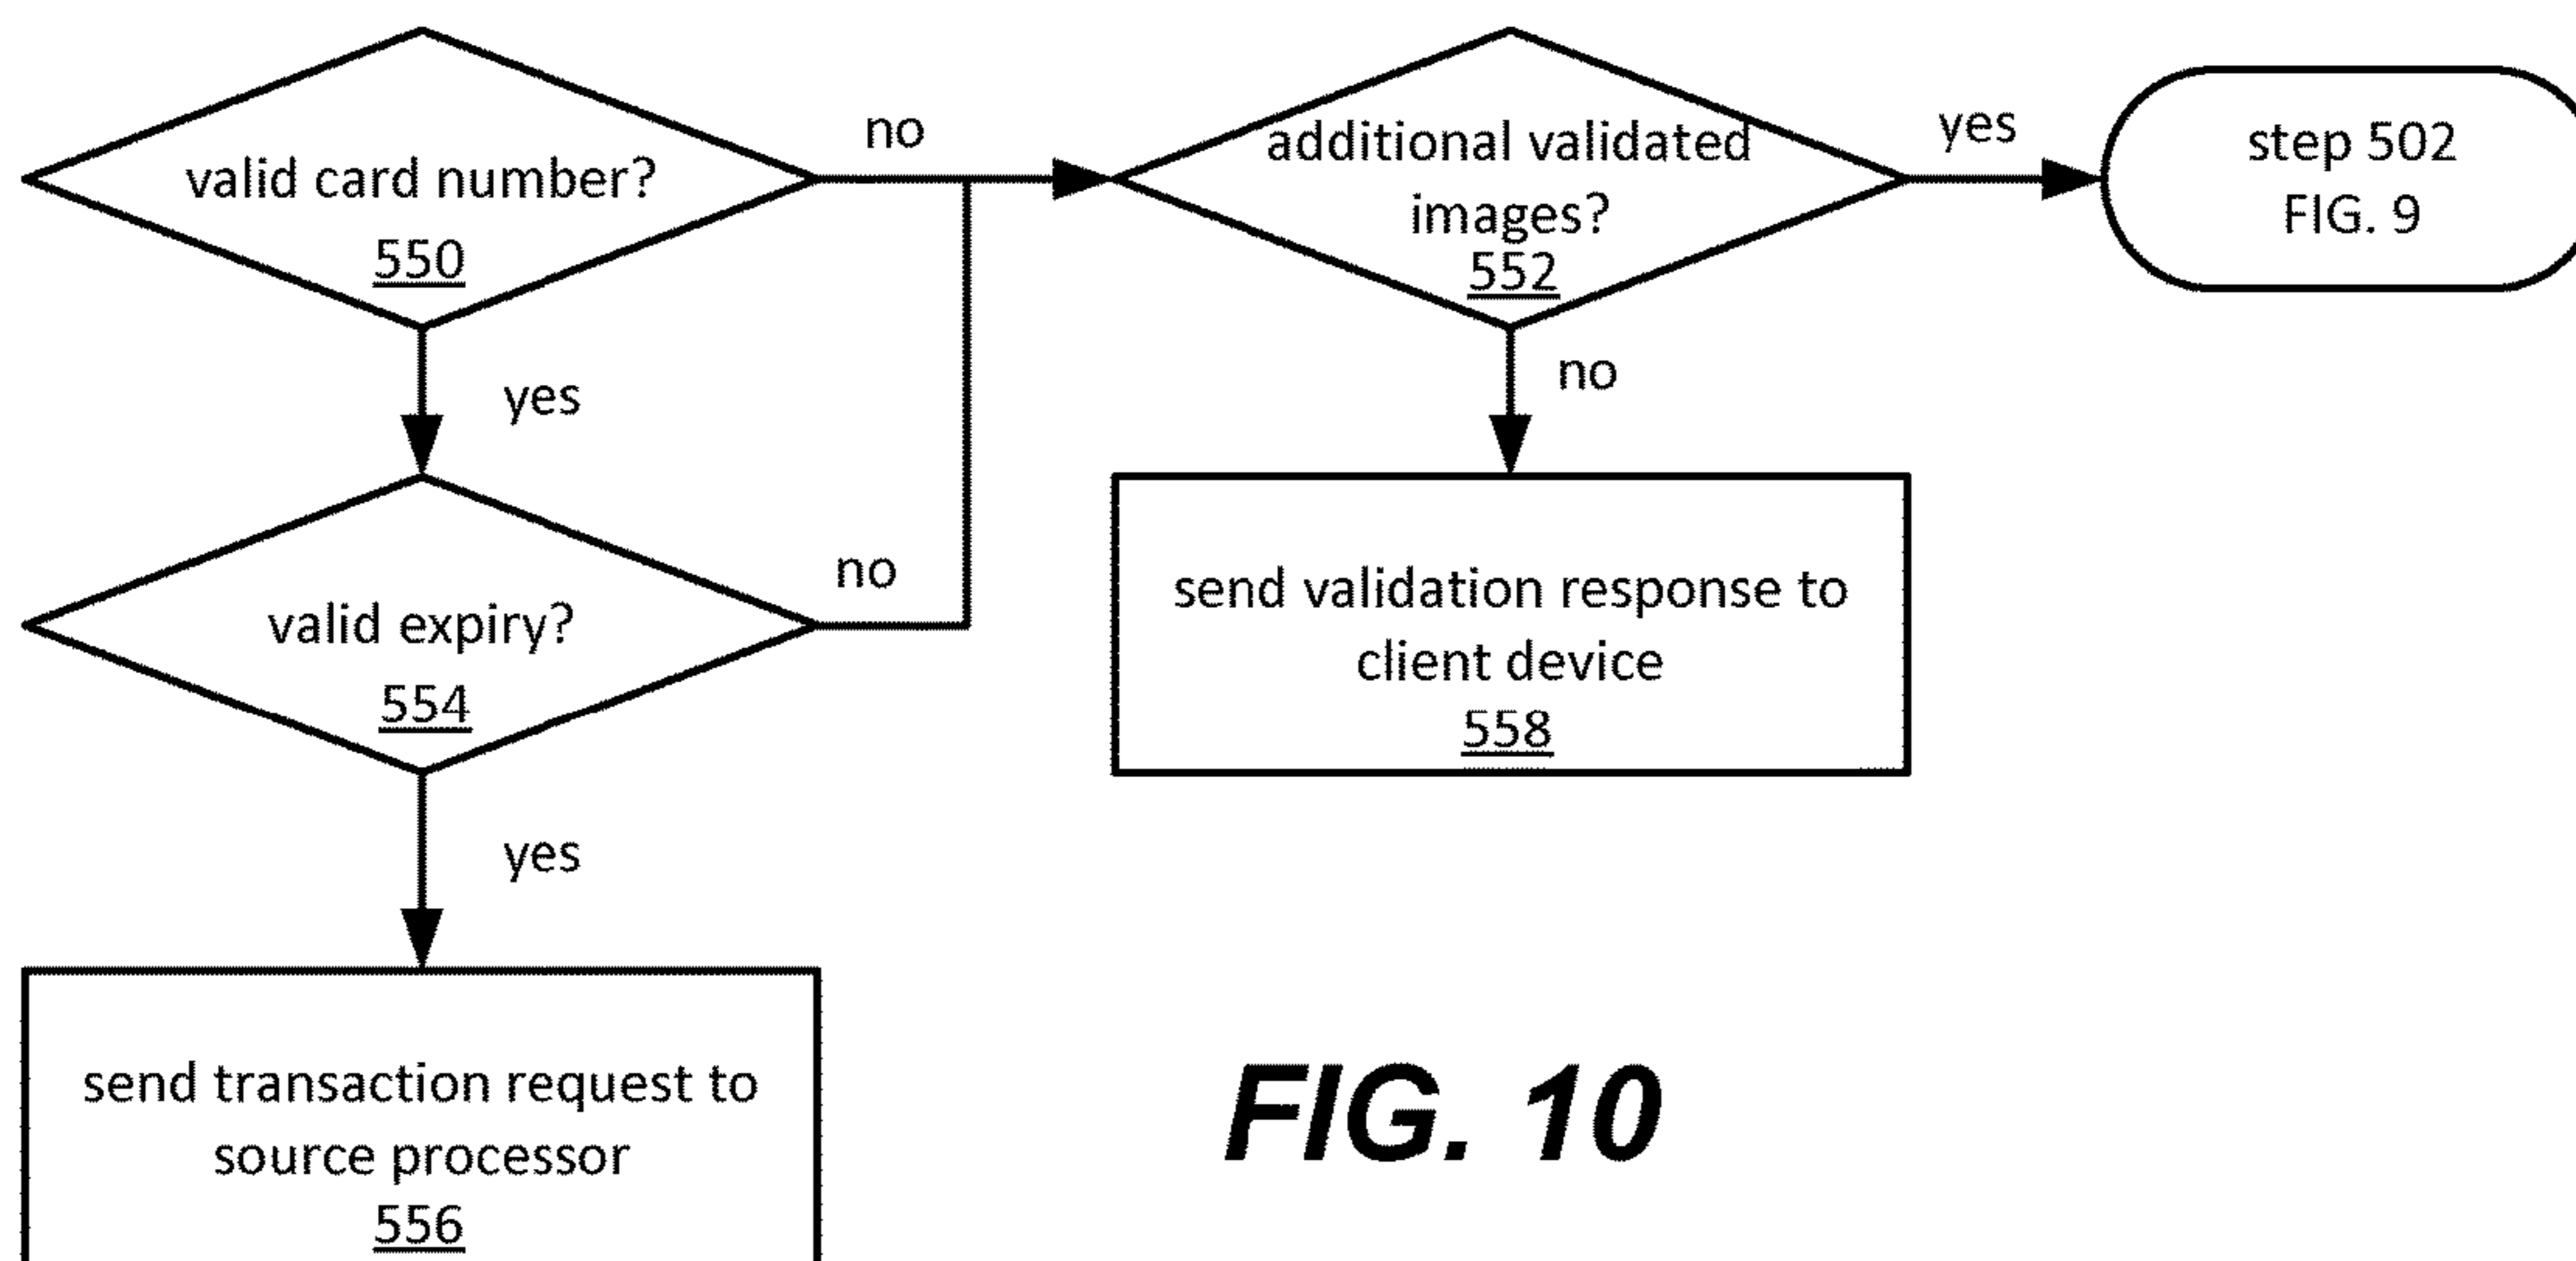 valid card number?
550
no
additional validated
images?
552
yes
step 502
FIG. 9
yes
no
valid expiry?
554
no
send validation response to
client device
558
yes
send transaction request to
source processor
556
FIG. 10